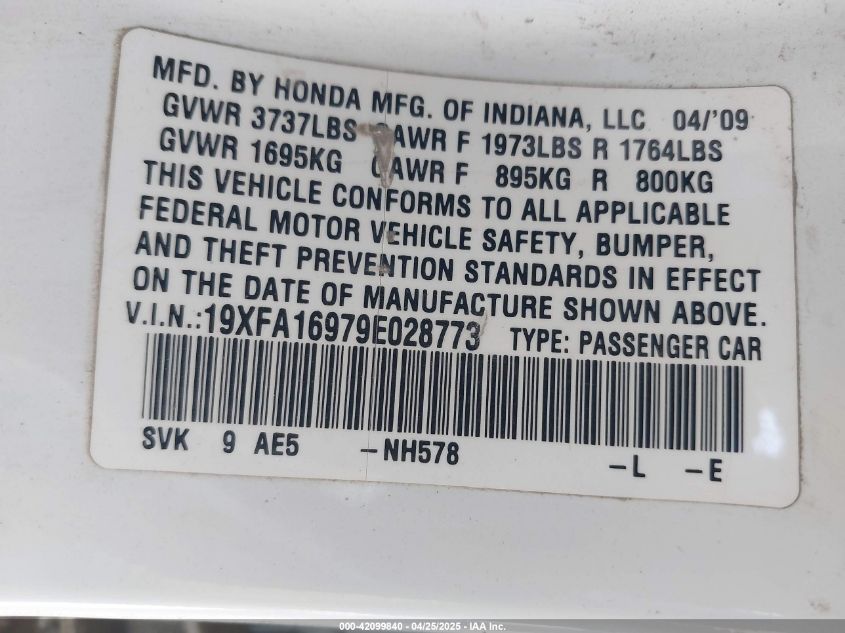 MFD. BY HONDA MFG. OF INDIANA, LLC 04/'09
GVWR 3737LBS GAWR F 1973LBS R 1764LBS
GVWR 1695KG GAWR F 895KG R 800KG
THIS VEHICLE CONFORMS TO ALL APPLICABLE
FEDERAL MOTOR VEHICLE SAFETY, BUMPER,
AND THEFT PREVENTION STANDARDS IN EFFECT
ON THE DATE OF MANUFACTURE SHOWN ABOVE.
V.I.N.:19XFA16979E028773 TYPE: PASSENGER CAR
SVK 9 AE5 -NH578 -L -E
000-42099840 - 04/25/2025 - IAA Inc.